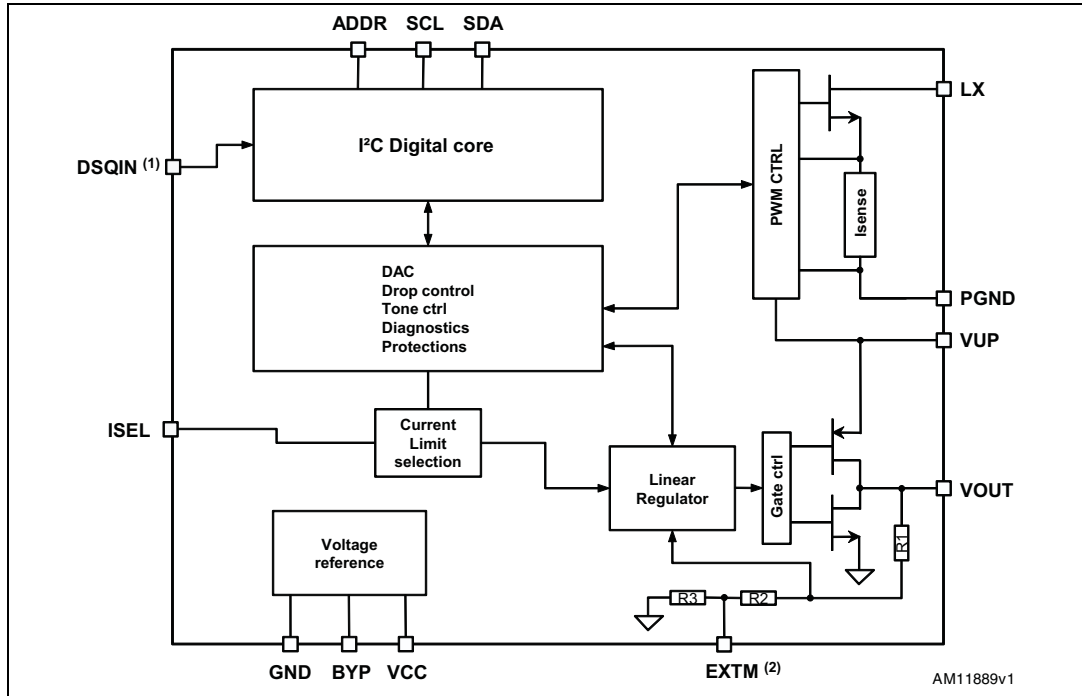 ADDR SCL SDA
LX
I²C Digital core
DSQIN (1)
PWM CTRL
Isense
DAC
Drop control
Tone ctrl
Diagnostics
Protections
PGND
VUP
ISEL
Current
Limit
selection
Linear
Regulator
Gate ctrl
VOUT
R1
Voltage
reference
R3 R2
GND BYP VCC
EXTM (2)
AM11889v1